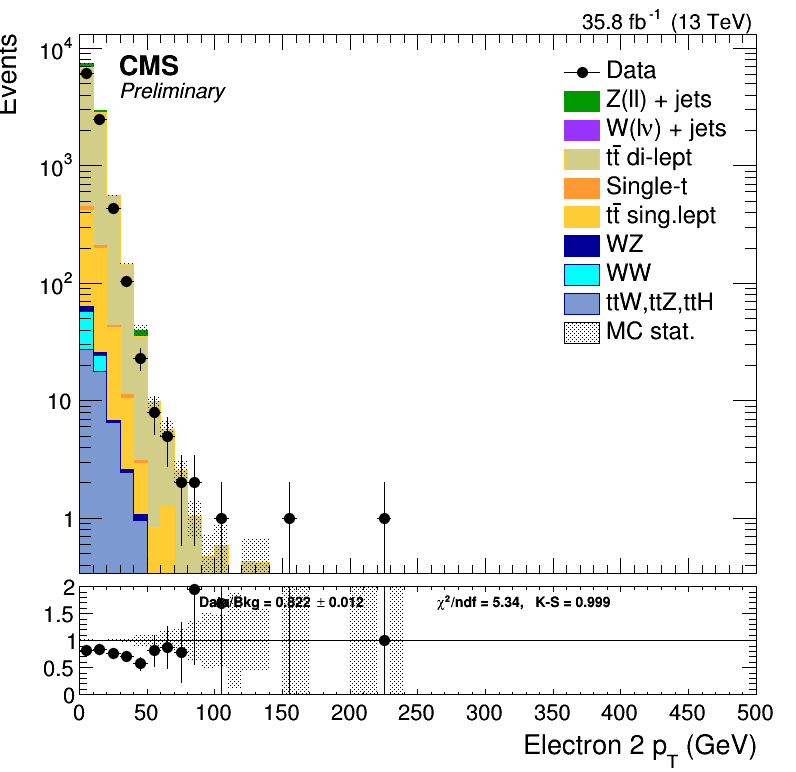 35.8 fb⁻¹ (13 TeV)
Events
CMS
Preliminary
Data
Z(ll) + jets
W(lν) + jets
tt̄ di-lept
Single-t
tt̄ sing.lept
WZ
WW
ttW,ttZ,ttH
MC stat.
10⁴
10³
10²
10
1
Data/Bkg = 0.822 ± 0.012
χ²/ndf = 5.34, K-S = 0.999
2
1.5
1
0.5
0
0 50 100 150 200 250 300 350 400 450 500
Electron 2 p_T (GeV)